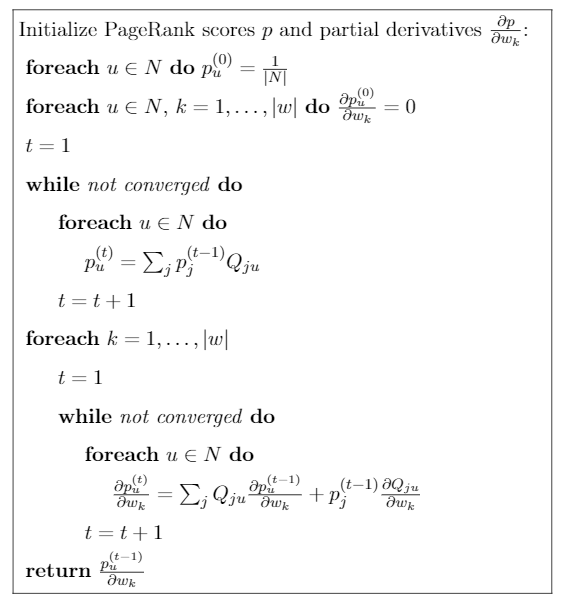 Initialize PageRank scores $p$ and partial derivatives $\frac{\partial p}{\partial w_k}$:
foreach $u \in N$ do $p_u^{(0)} = \frac{1}{|N|}$
foreach $u \in N$, $k = 1, \ldots, |w|$ do $\frac{\partial p_u^{(0)}}{\partial w_k} = 0$
$t = 1$
while not converged do
foreach $u \in N$ do
$p_u^{(t)} = \sum_j p_j^{(t-1)} Q_{ju}$
$t = t + 1$
foreach $k = 1, \ldots, |w|$
$t = 1$
while not converged do
foreach $u \in N$ do
$\frac{\partial p_u^{(t)}}{\partial w_k} = \sum_j Q_{ju} \frac{\partial p_u^{(t-1)}}{\partial w_k} + p_j^{(t-1)} \frac{\partial Q_{ju}}{\partial w_k}$
$t = t + 1$
return $\frac{p_u^{(t-1)}}{\partial w_k}$